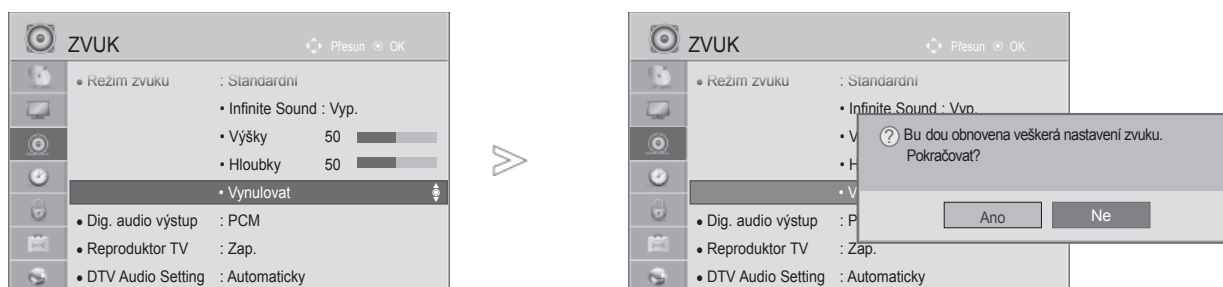 ZVUK
Přesun OK
• Režim zvuku : Standardní
• Infinite Sound : Vyp.
• Výšky 50
• Hloubky 50
• Vynulovat
• Dig. audio výstup : PCM
• Reproduktor TV : Zap.
• DTV Audio Setting : Automaticky
ZVUK
Přesun OK
• Režim zvuku : Standardní
• Infinite Sound : Vyp.
• V
• H
• V
? Bu dou obnovena veškerá nastavení zvuku.
Pokračovat?
Ano Ne
• Dig. audio výstup : P
• Reproduktor TV : Zap.
• DTV Audio Setting : Automaticky